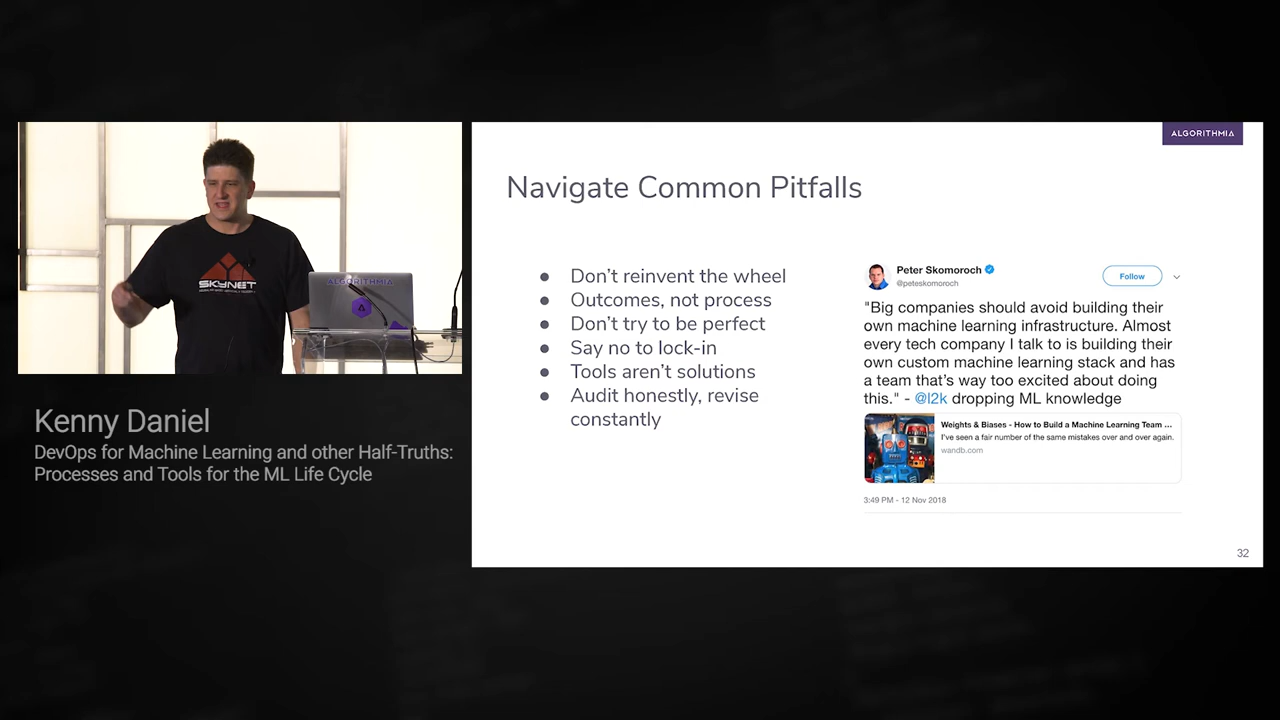 ALGORITHMIA
Navigate Common Pitfalls
● Don’t reinvent the wheel
● Outcomes, not process
● Don’t try to be perfect
● Say no to lock-in
● Tools aren’t solutions
● Audit honestly, revise
constantly
Peter Skomoroch
@peteskomoroch
Follow
"Big companies should avoid building their
own machine learning infrastructure. Almost
every tech company I talk to is building their
own custom machine learning stack and has
a team that’s way too excited about doing
this." - @l2k dropping ML knowledge
Weights & Biases - How to Build a Machine Learning Team ...
I’ve seen a fair number of the same mistakes over and over again.
wandb.com
3:49 PM - 12 Nov 2018
32
SKYNET
ALGORITHMIA
Kenny Daniel
DevOps for Machine Learning and other Half-Truths:
Processes and Tools for the ML Life Cycle